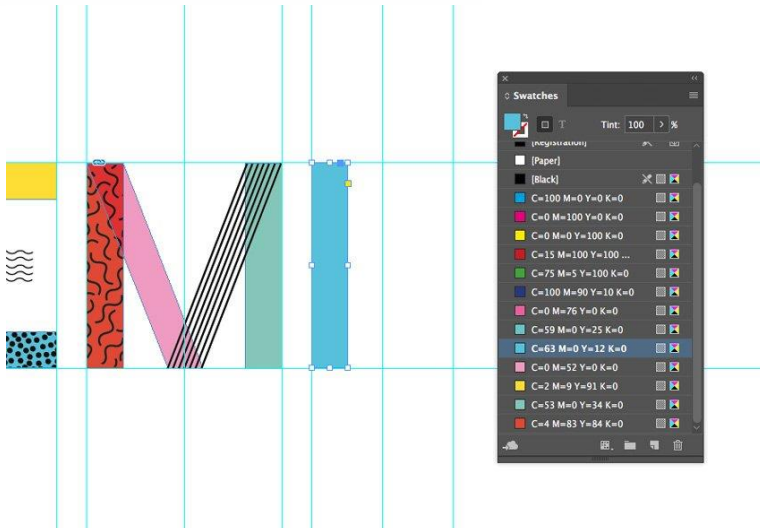 MI
Swatches
T Tint: 100 %
[Registration]
[Paper]
[Black]
C=100 M=0 Y=0 K=0
C=0 M=100 Y=0 K=0
C=0 M=0 Y=100 K=0
C=15 M=100 Y=100 ...
C=75 M=5 Y=100 K=0
C=100 M=90 Y=10 K=0
C=0 M=76 Y=0 K=0
C=59 M=0 Y=25 K=0
C=63 M=0 Y=12 K=0
C=0 M=52 Y=0 K=0
C=2 M=9 Y=91 K=0
C=53 M=0 Y=34 K=0
C=4 M=83 Y=84 K=0